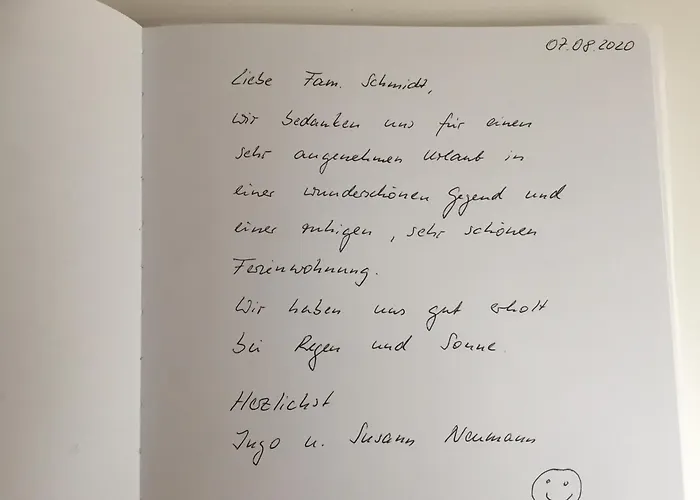 07.08.2020
Liebe Fam. Schmidt,
wir bedanken uns für einen
sehr angenehmen Urlaub in
einer wunderschönen Gegend und
einer ruhigen, sehr schönen
Ferienwohnung.
Wir haben uns gut erholt
bei Regen und Sonne.
Herzlichst
Ingo u. Susann Neumann